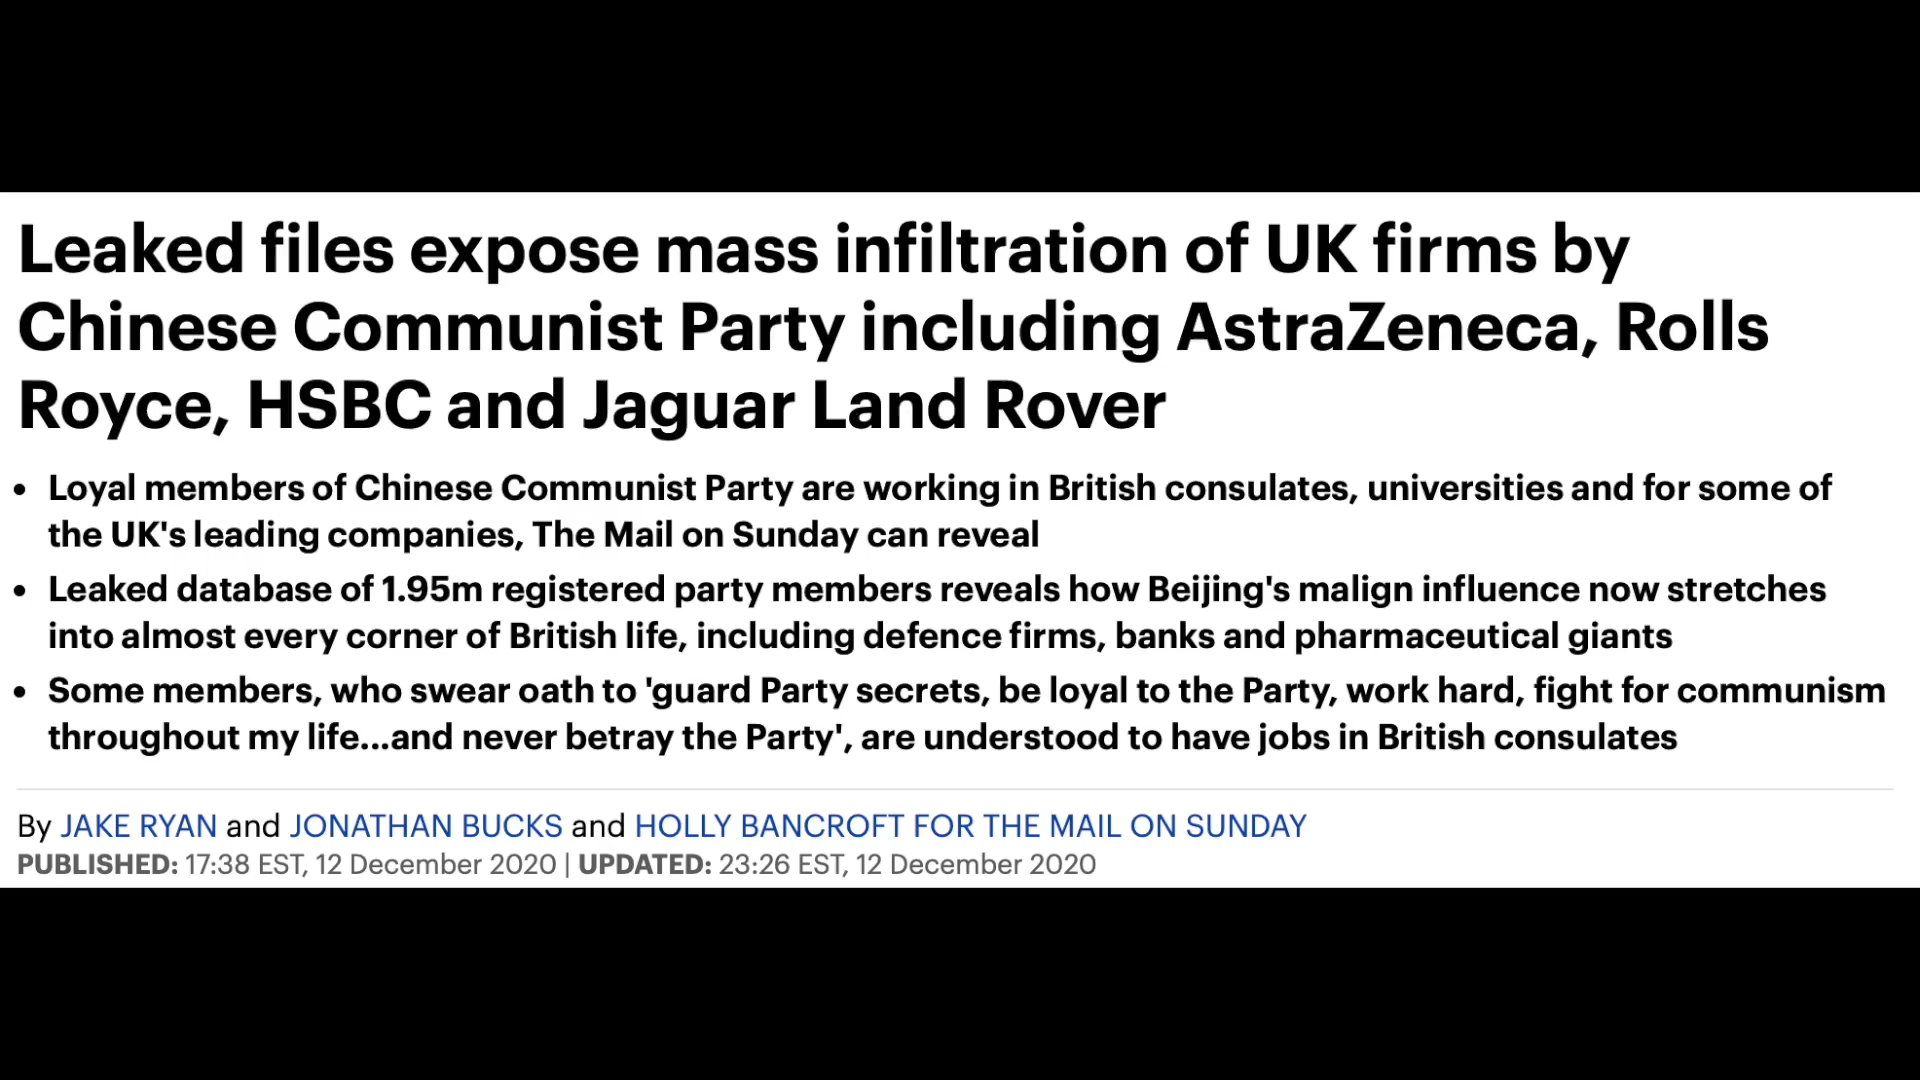 Leaked files expose mass infiltration of UK firms by
Chinese Communist Party including AstraZeneca, Rolls
Royce, HSBC and Jaguar Land Rover
• Loyal members of Chinese Communist Party are working in British consulates, universities and for some of
the UK's leading companies, The Mail on Sunday can reveal
• Leaked database of 1.95m registered party members reveals how Beijing's malign influence now stretches
into almost every corner of British life, including defence firms, banks and pharmaceutical giants
• Some members, who swear oath to 'guard Party secrets, be loyal to the Party, work hard, fight for communism
throughout my life...and never betray the Party', are understood to have jobs in British consulates
By JAKE RYAN and JONATHAN BUCKS and HOLLY BANCROFT FOR THE MAIL ON SUNDAY
PUBLISHED: 17:38 EST, 12 December 2020 | UPDATED: 23:26 EST, 12 December 2020